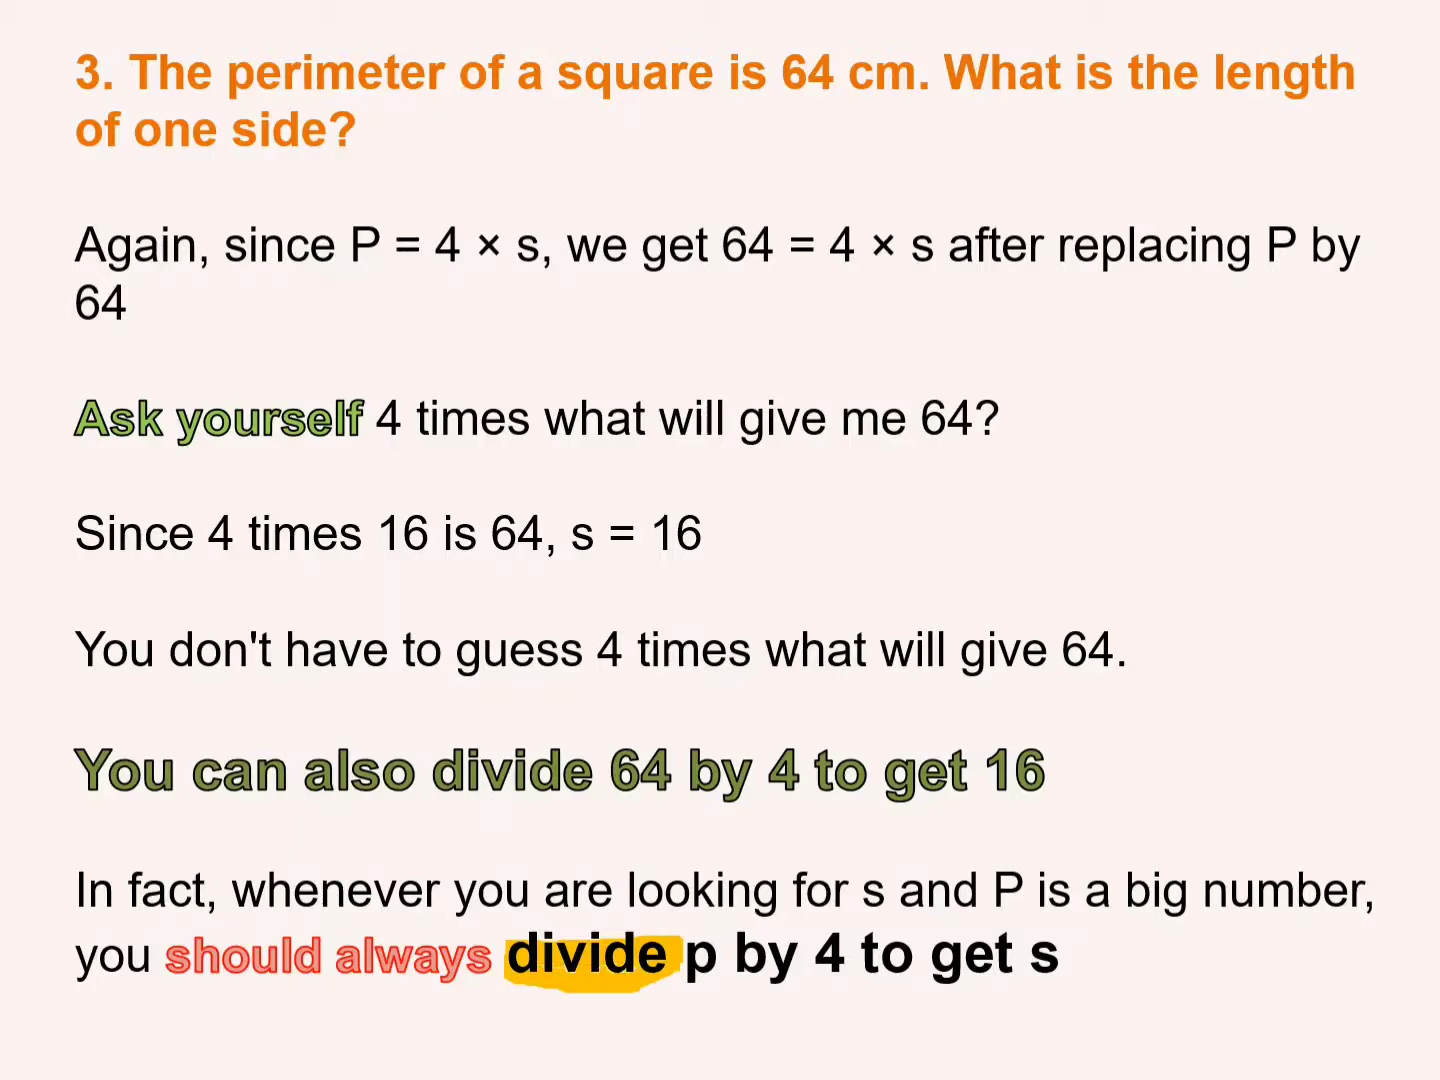 3. The perimeter of a square is 64 cm. What is the length
of one side?
Again, since P = 4 × s, we get 64 = 4 × s after replacing P by
64
Ask yourself 4 times what will give me 64?
Since 4 times 16 is 64, s = 16
You don't have to guess 4 times what will give 64.
You can also divide 64 by 4 to get 16
In fact, whenever you are looking for s and P is a big number,
you should always divide p by 4 to get s